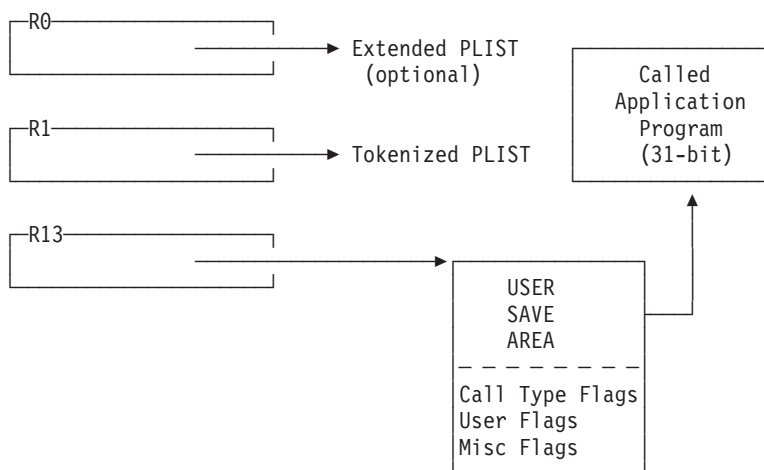 R0
Extended PLIST
(optional)
Called
Application
Program
(31-bit)
R1
Tokenized PLIST
R13
USER
SAVE
AREA
Call Type Flags
User Flags
Misc Flags